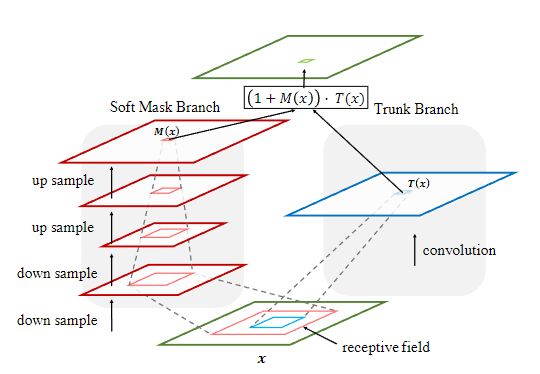 (1 + M(x)) · T(x)
Soft Mask Branch
Trunk Branch
M(x)
T(x)
up sample
up sample
convolution
down sample
down sample
receptive field
x